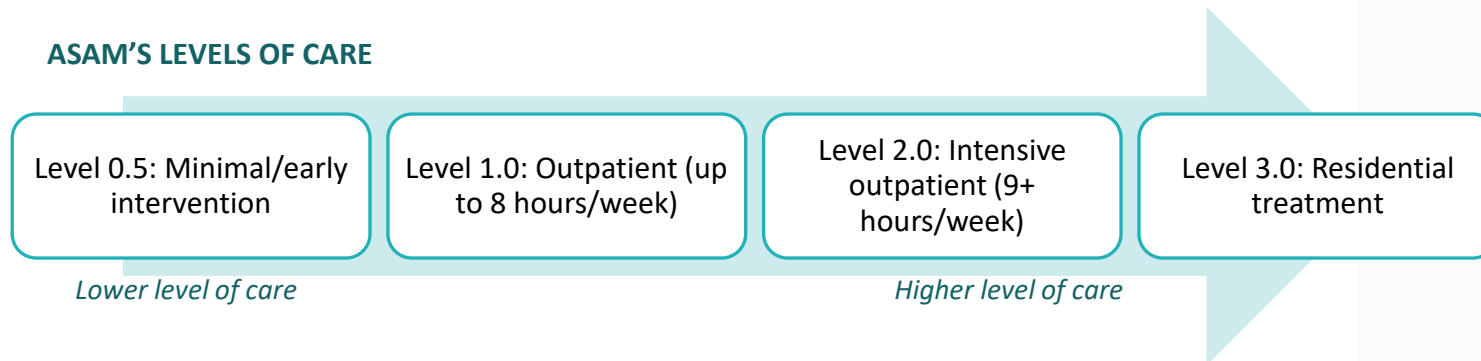 ASAM’S LEVELS OF CARE
Level 0.5: Minimal/early
intervention
Level 1.0: Outpatient (up
to 8 hours/week)
Level 2.0: Intensive
outpatient (9+
hours/week)
Level 3.0: Residential
treatment
Lower level of care
Higher level of care